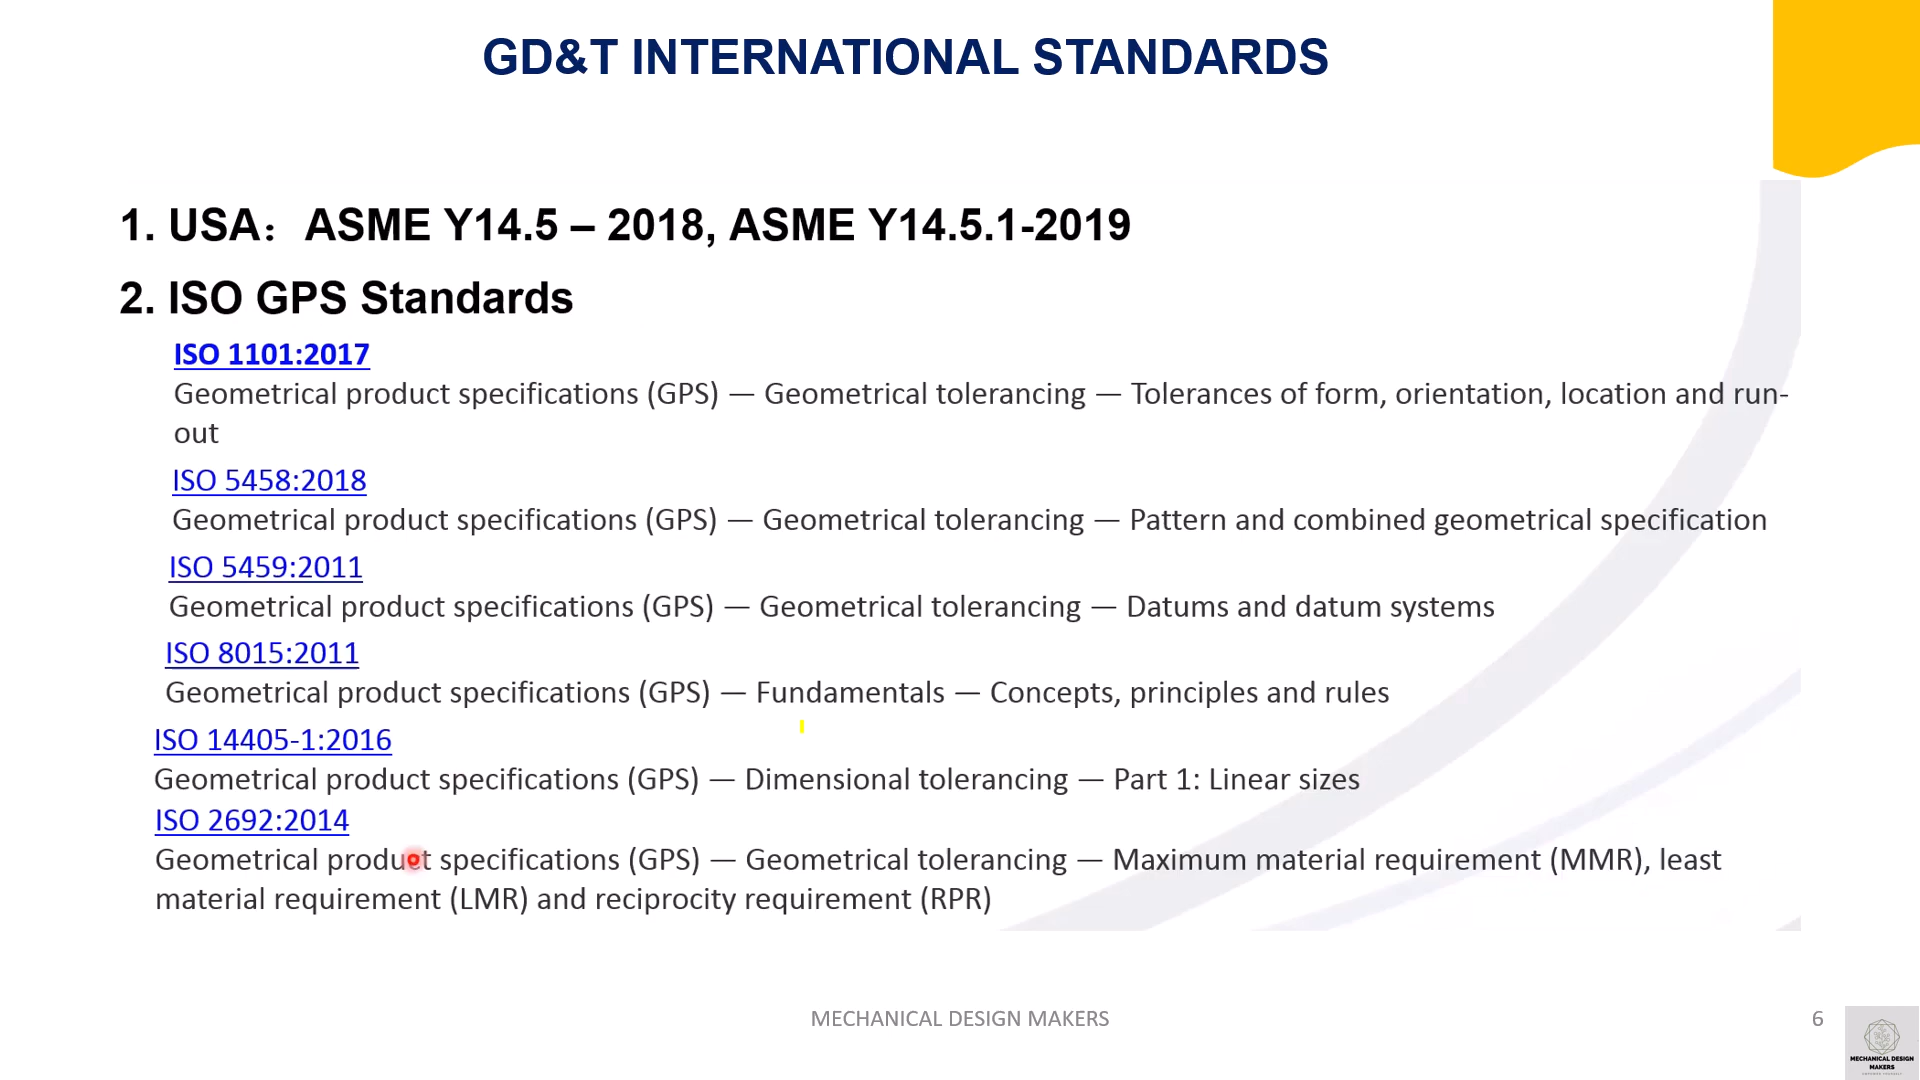 GD&T INTERNATIONAL STANDARDS
1. USA：ASME Y14.5 – 2018, ASME Y14.5.1-2019
2. ISO GPS Standards
ISO 1101:2017
Geometrical product specifications (GPS) — Geometrical tolerancing — Tolerances of form, orientation, location and run-
out
ISO 5458:2018
Geometrical product specifications (GPS) — Geometrical tolerancing — Pattern and combined geometrical specification
ISO 5459:2011
Geometrical product specifications (GPS) — Geometrical tolerancing — Datums and datum systems
ISO 8015:2011
Geometrical product specifications (GPS) — Fundamentals — Concepts, principles and rules
ISO 14405-1:2016
Geometrical product specifications (GPS) — Dimensional tolerancing — Part 1: Linear sizes
ISO 2692:2014
Geometrical product specifications (GPS) — Geometrical tolerancing — Maximum material requirement (MMR), least
material requirement (LMR) and reciprocity requirement (RPR)
MECHANICAL DESIGN MAKERS
6
MECHANICAL DESIGN
MAKERS